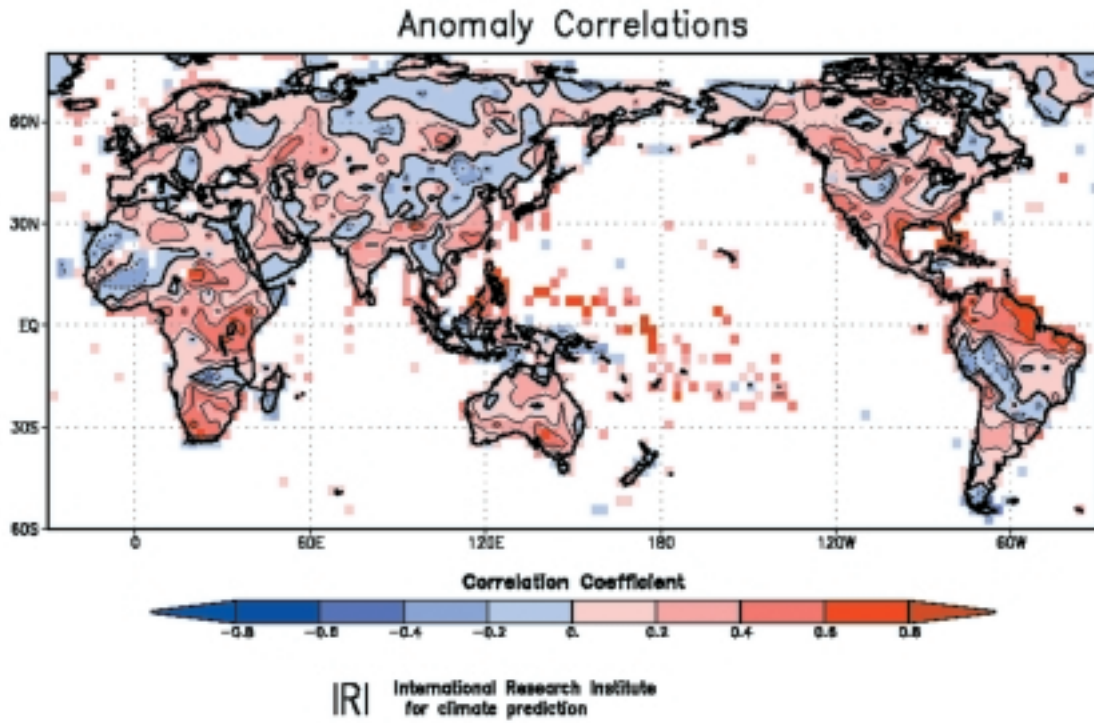 Anomaly Correlations
60N
30N
EQ
30S
60S
0 60E 120E 180 120W 60W
Correlation Coefficient
-0.8 -0.6 -0.4 -0.2 0. 0.2 0.4 0.6 0.8
IRI International Research Institute
for climate prediction